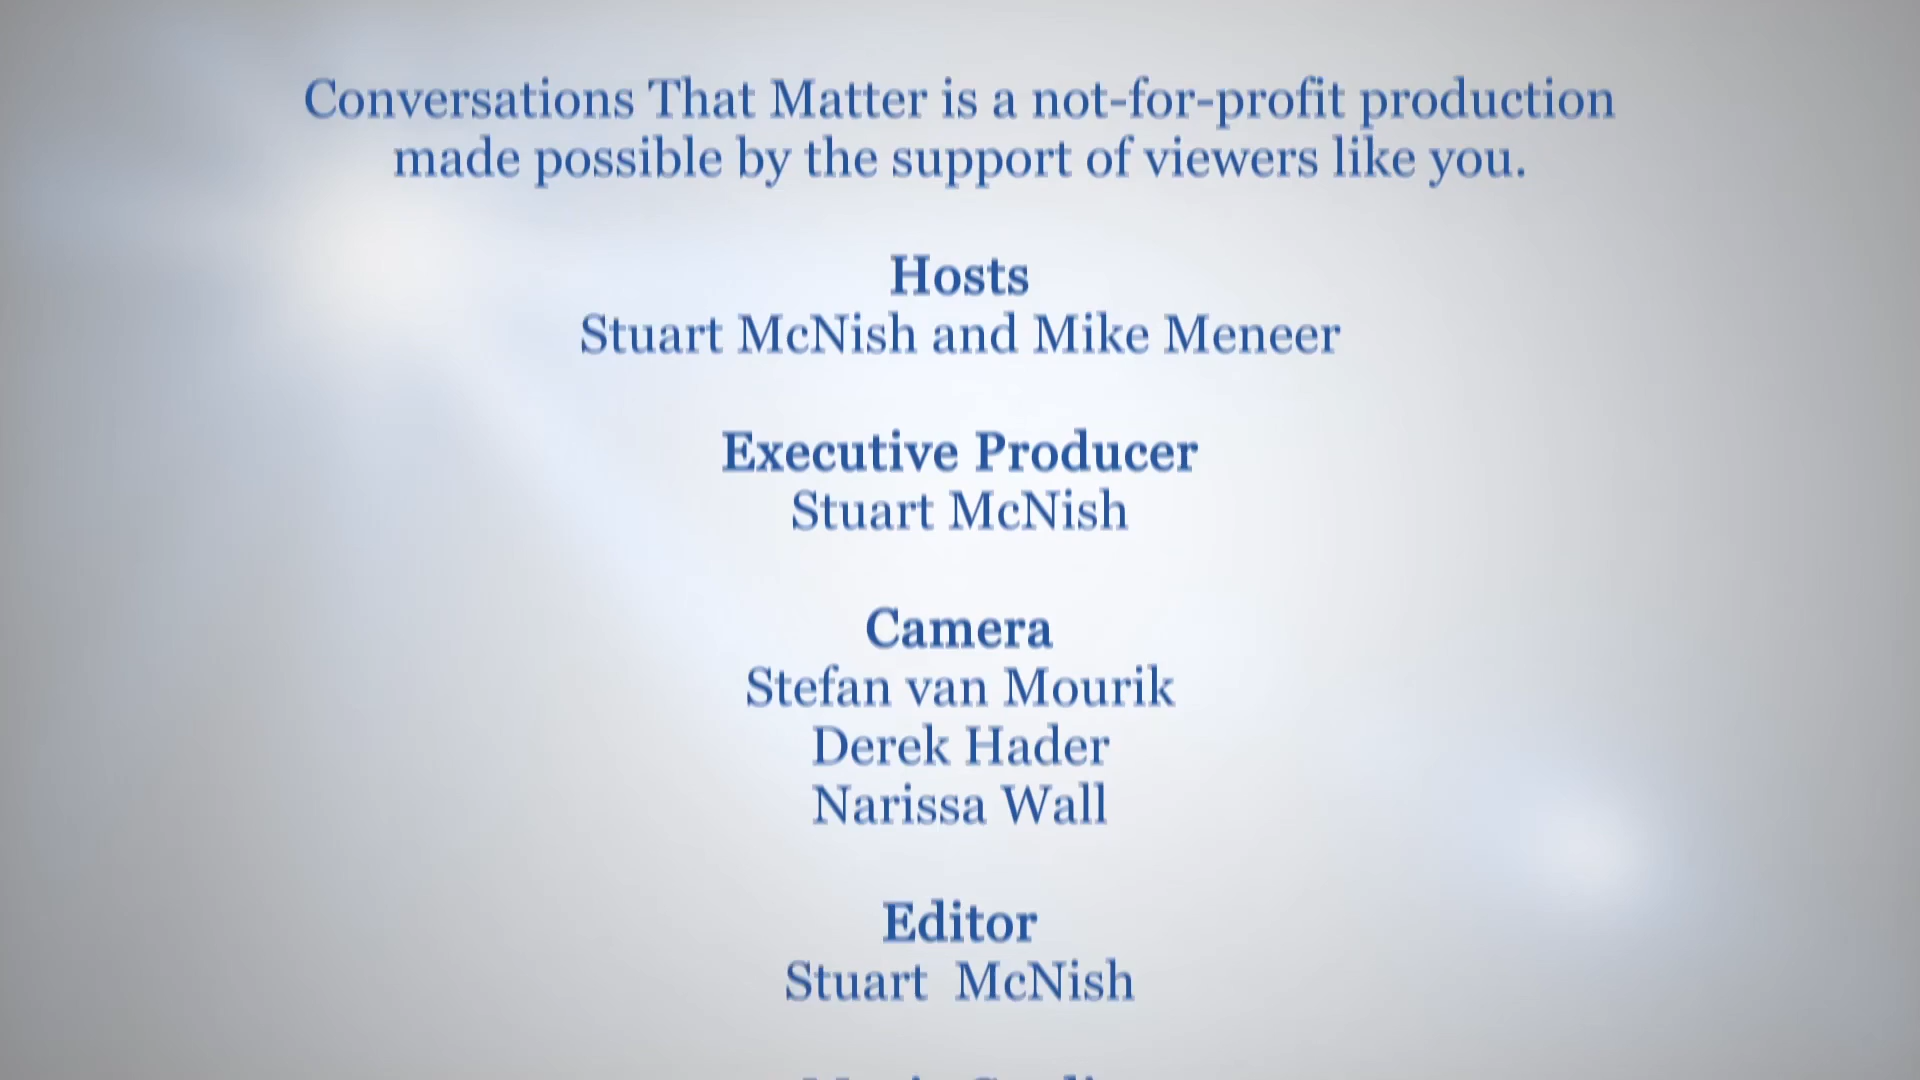 Conversations That Matter is a not-for-profit production
made possible by the support of viewers like you.
Hosts
Stuart McNish and Mike Meneer
Executive Producer
Stuart McNish
Camera
Stefan van Mourik
Derek Hader
Narissa Wall
Editor
Stuart  McNish